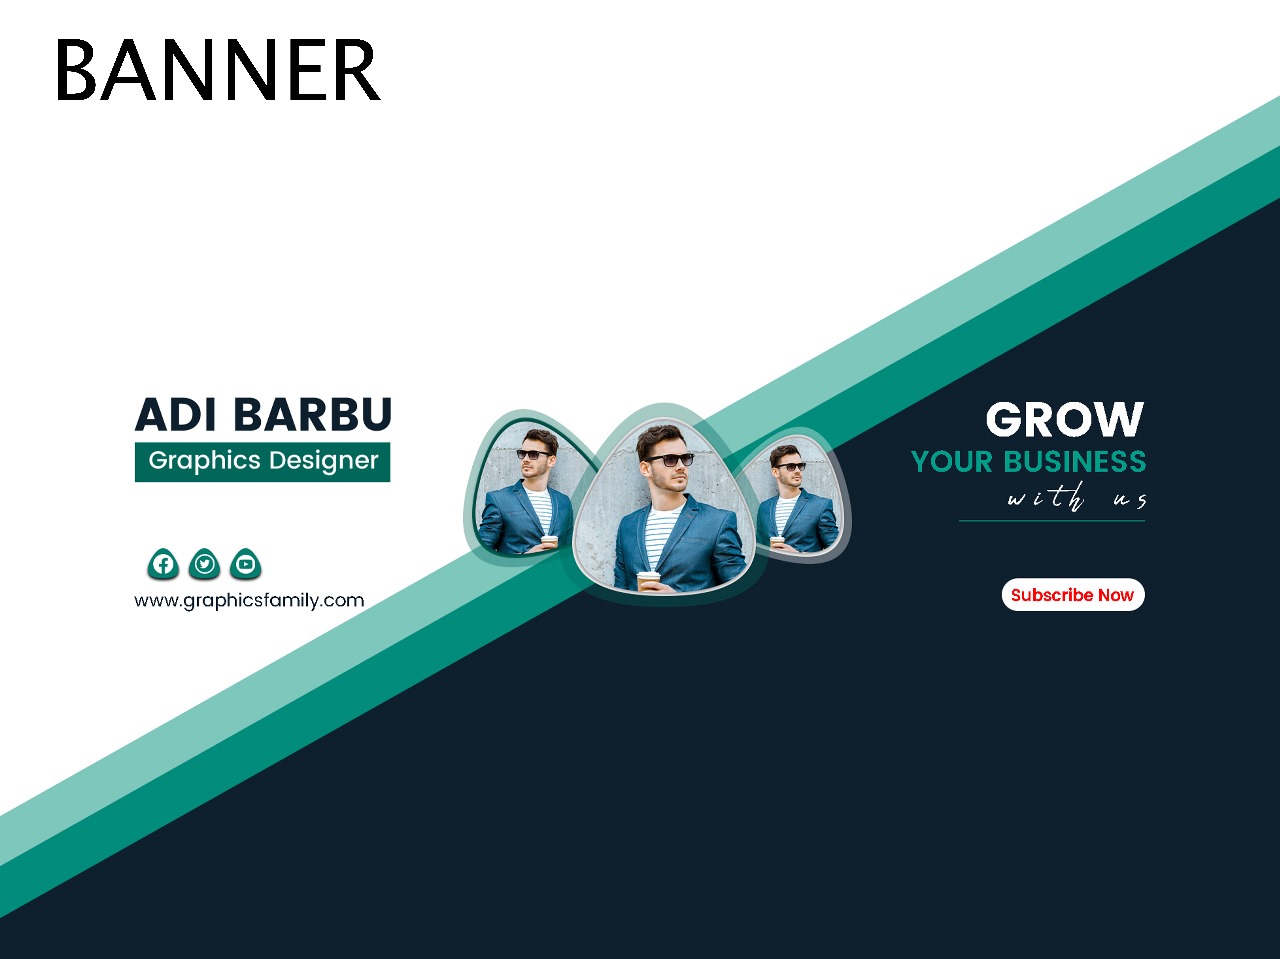 BANNER
ADI BARBU
Graphics Designer
www.graphicsfamily.com
GROW
YOUR BUSINESS
with us
Subscribe Now